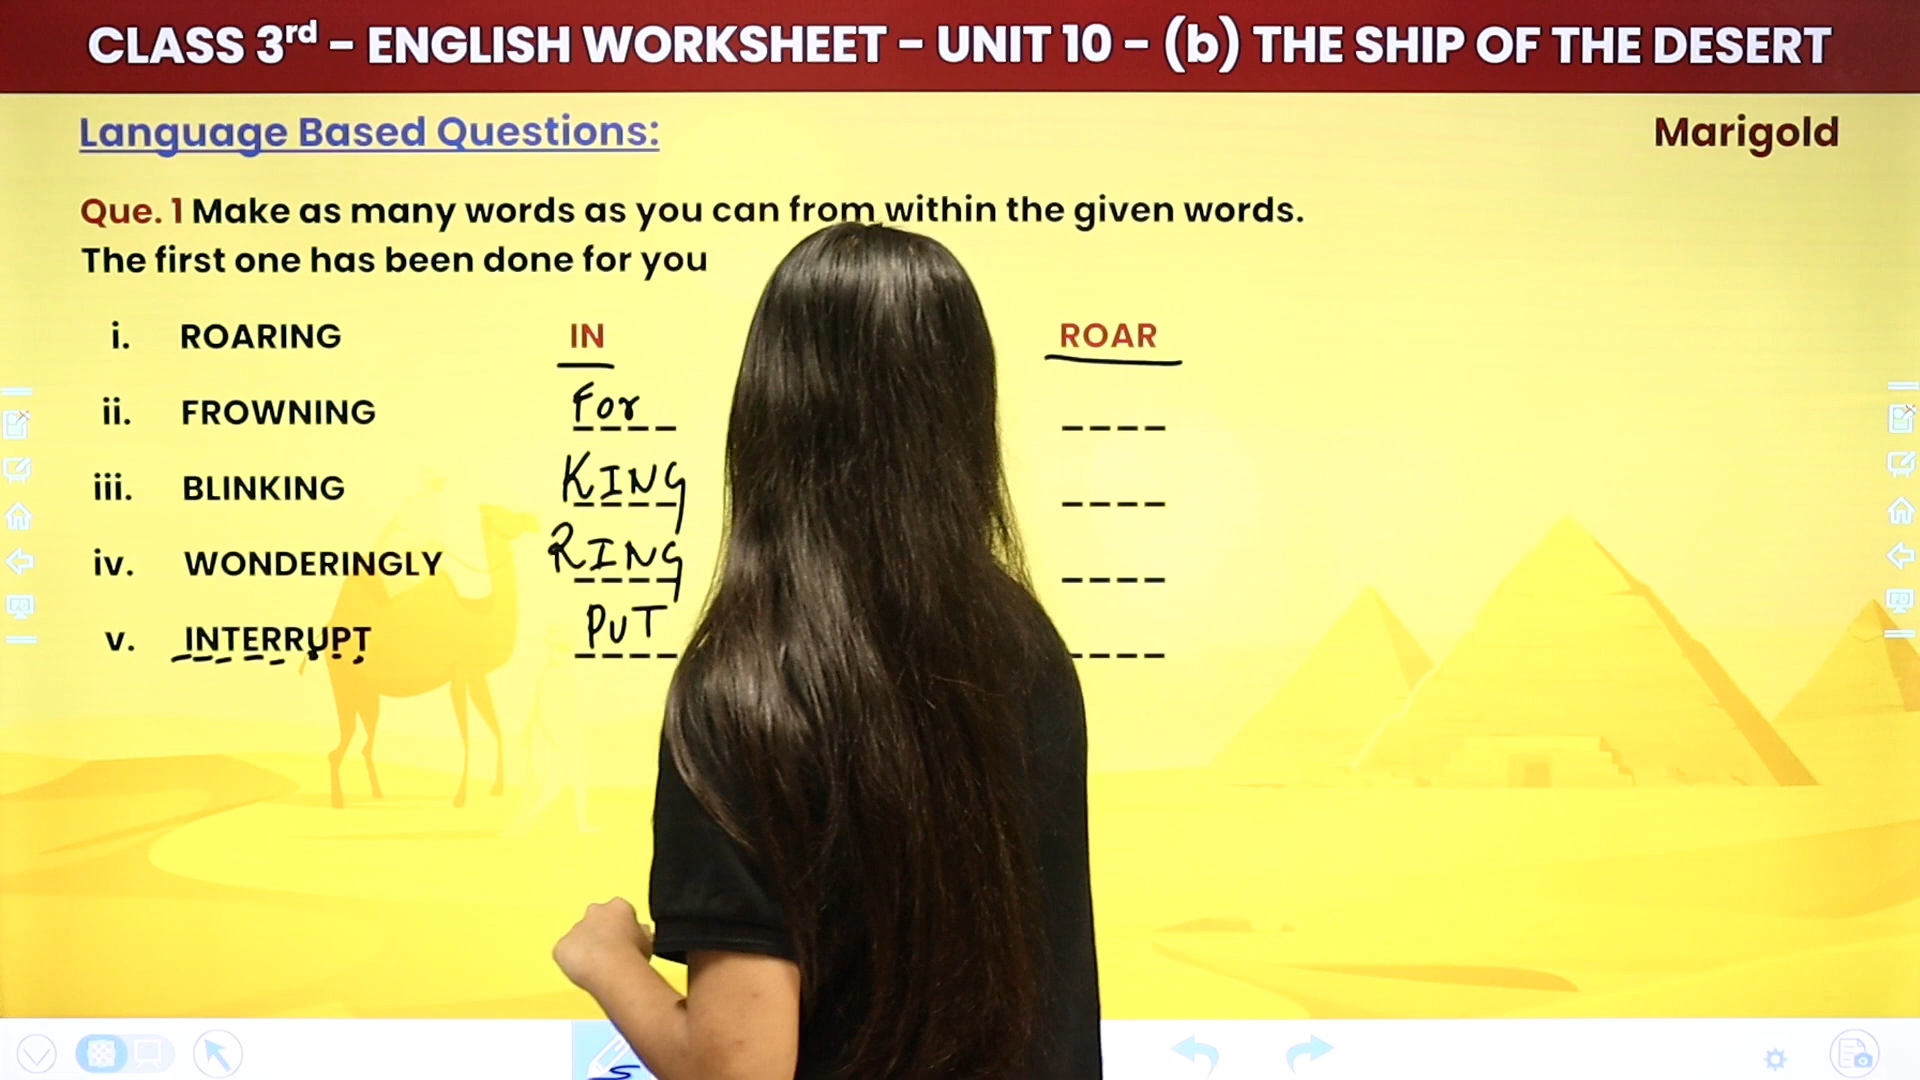 CLASS 3rd - ENGLISH WORKSHEET - UNIT 10 - (b) THE SHIP OF THE DESERT
Language Based Questions:
Marigold
Que. 1 Make as many words as you can from within the given words.
The first one has been done for you
i. ROARING IN ROAR
ii. FROWNING For
iii. BLINKING KING
iv. WONDERINGLY RING
v. INTERRUPT PUT